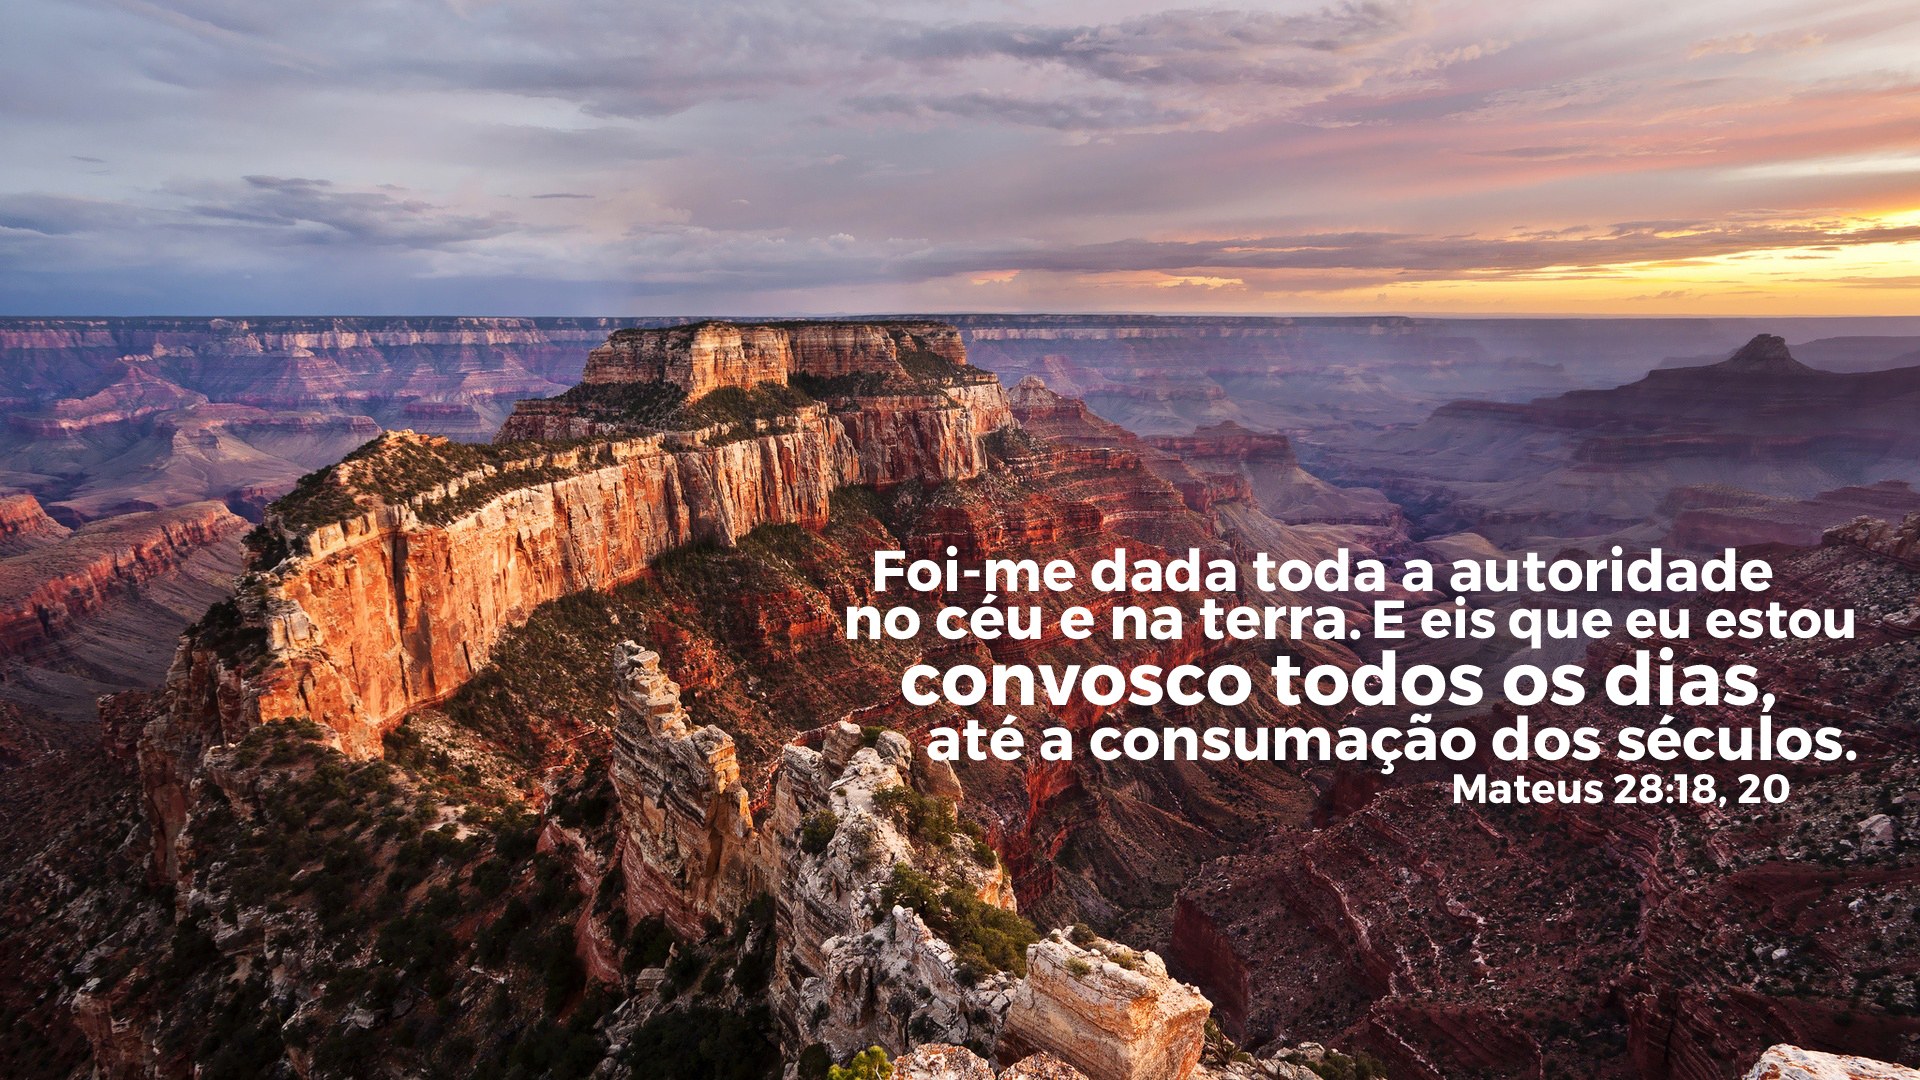 Foi-me dada toda a autoridade
no céu e na terra. E eis que eu estou
convosco todos os dias,
até a consumação dos séculos.
Mateus 28:18, 20